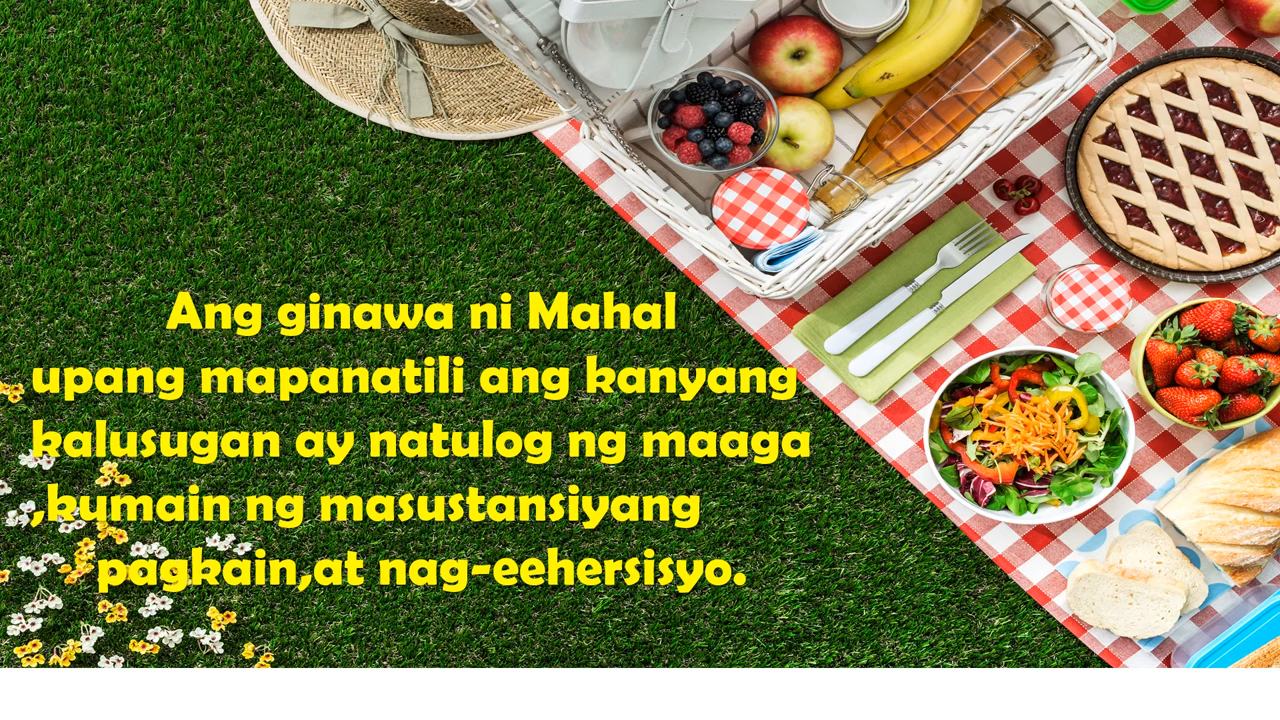 Ang ginawa ni Mahal
upang mapanatili ang kanyang
kalusugan ay natulog ng maaga
,kumain ng masustansiyang
pagkain,at nag-eehersisyo.